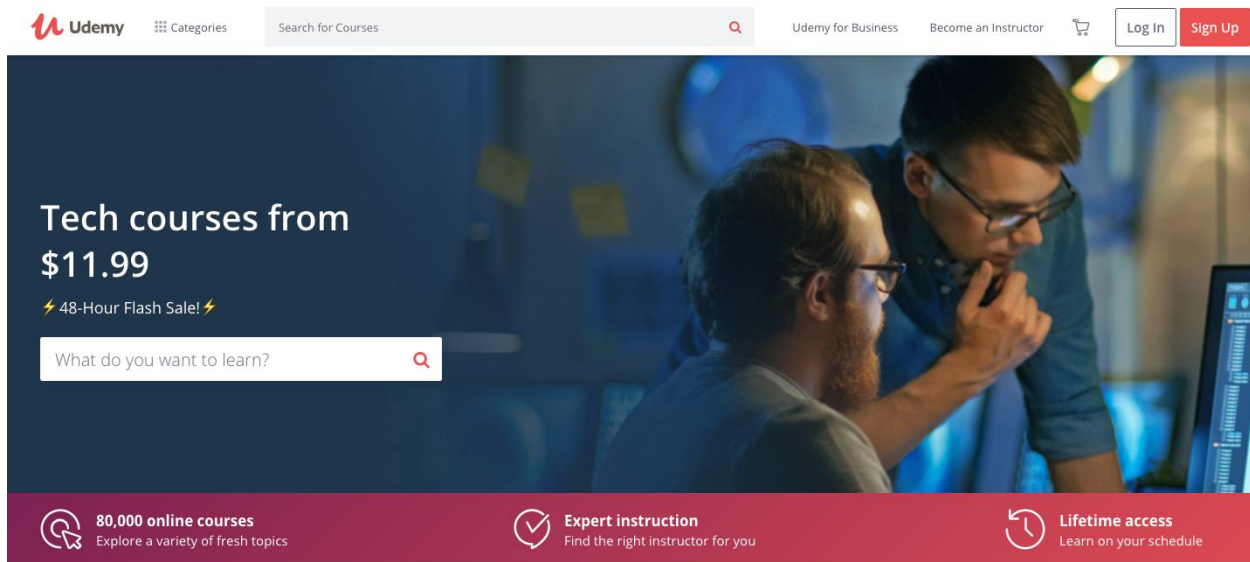 Udemy
Categories
Search for Courses
Udemy for Business
Become an Instructor
Log In
Sign Up
Tech courses from
$11.99
⚡48-Hour Flash Sale!⚡
What do you want to learn?
80,000 online courses
Explore a variety of fresh topics
Expert instruction
Find the right instructor for you
Lifetime access
Learn on your schedule